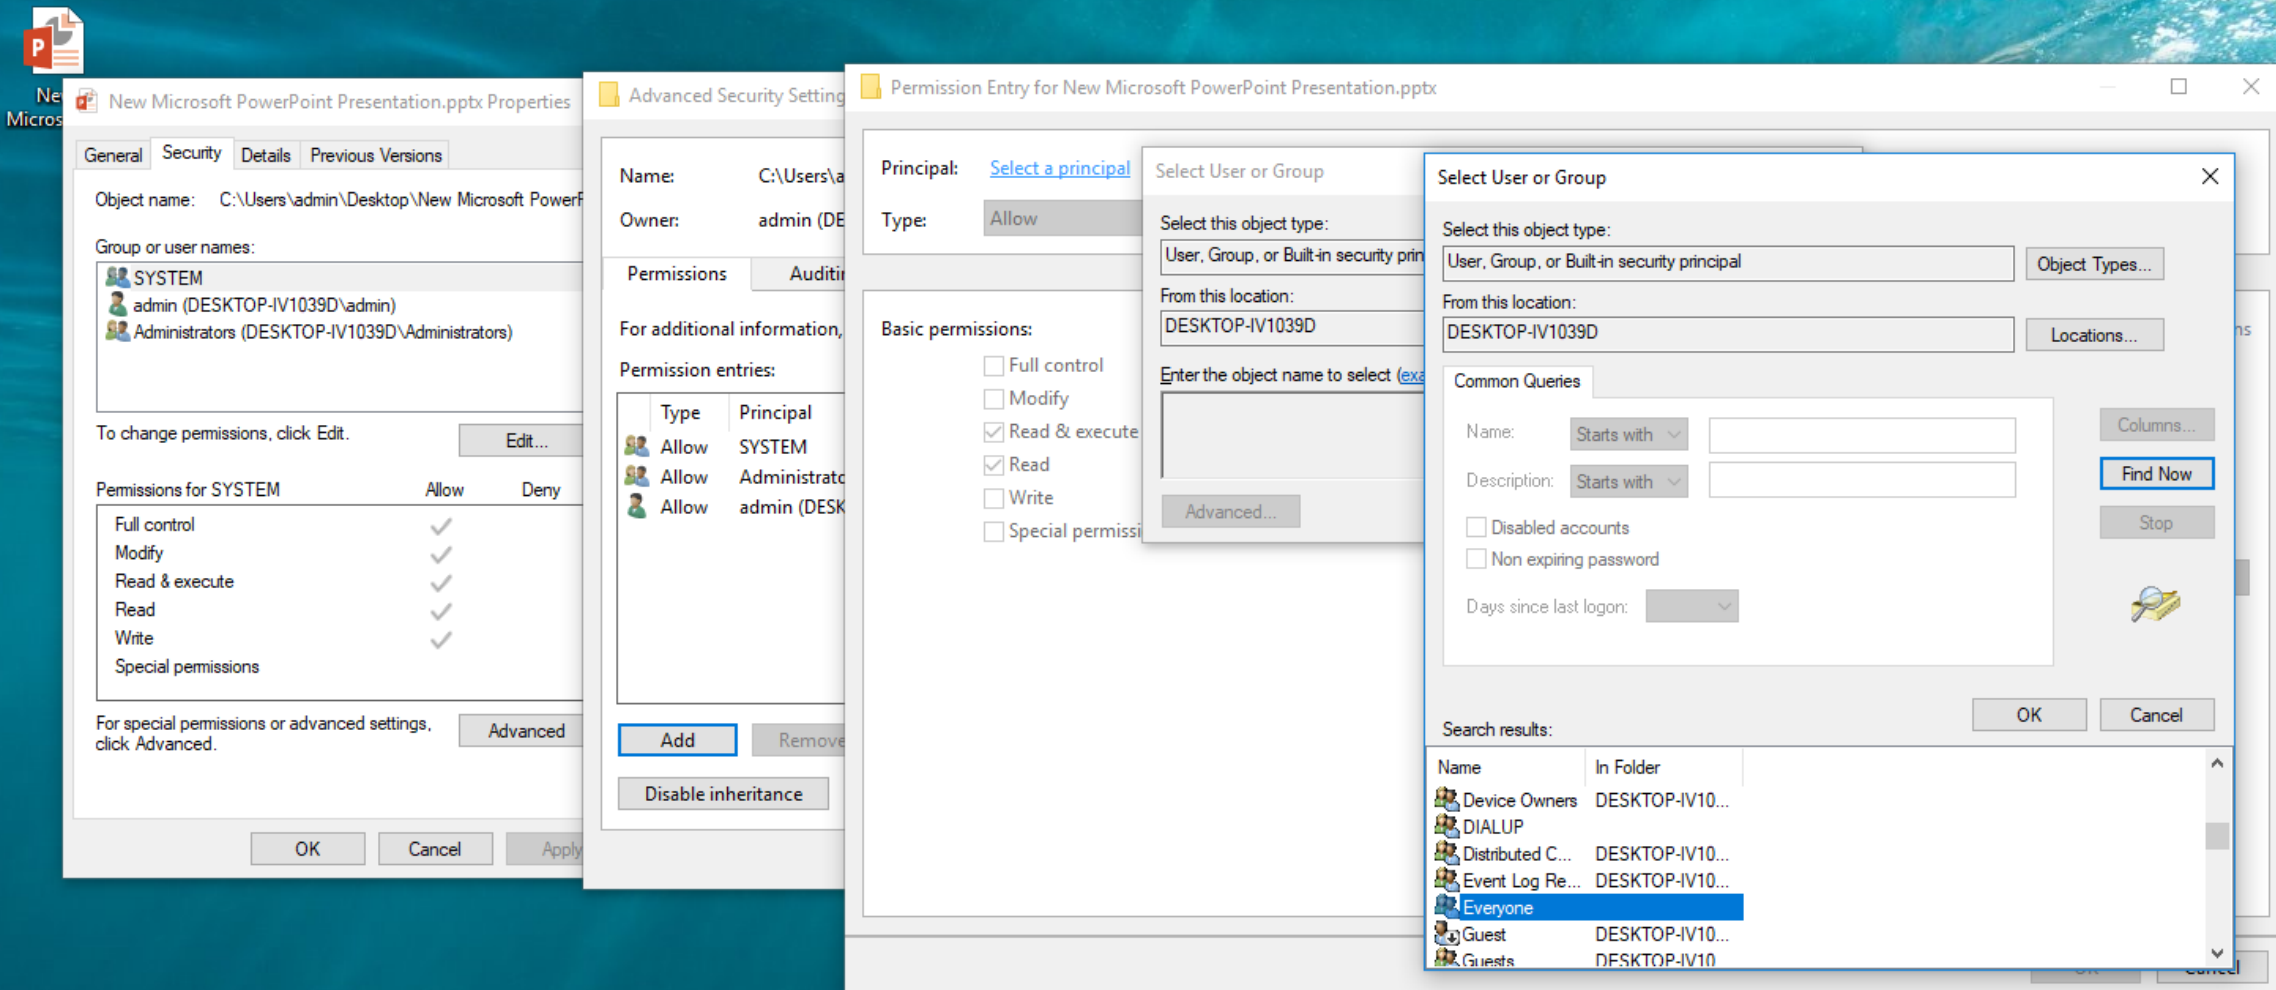 P
Ne
Micros
New Microsoft PowerPoint Presentation.pptx Properties
General
Security
Details
Previous Versions
Object name: C:\Users\admin\Desktop\New Microsoft PowerP
Group or user names:
SYSTEM
admin (DESKTOP-IV1039D\admin)
Administrators (DESKTOP-IV1039D\Administrators)
To change permissions, click Edit.
Edit...
Permissions for SYSTEM
Allow
Deny
Full control
Modify
Read & execute
Read
Write
Special permissions
For special permissions or advanced settings,
click Advanced.
Advanced
OK
Cancel
Apply
Advanced Security Setting
Name: C:\Users\a
Owner: admin (DE
Permissions
Auditi
For additional information,
Permission entries:
Type Principal
Allow SYSTEM
Allow Administrato
Allow admin (DESK
Add
Remove
Disable inheritance
Permission Entry for New Microsoft PowerPoint Presentation.pptx
Principal: Select a principal
Type: Allow
Basic permissions:
Full control
Modify
Read & execute
Read
Write
Special permissi
ns
Cancel
Select User or Group
Select this object type:
User, Group, or Built-in security prin
From this location:
DESKTOP-IV1039D
Enter the object name to select (exa
Advanced...
Select User or Group
Select this object type:
User, Group, or Built-in security principal
Object Types...
From this location:
DESKTOP-IV1039D
Locations...
Common Queries
Name: Starts with
Description: Starts with
Disabled accounts
Non expiring password
Days since last logon:
Columns...
Find Now
Stop
OK
Cancel
Search results:
Name In Folder
Device Owners DESKTOP-IV10...
DIALUP
Distributed C... DESKTOP-IV10...
Event Log Re... DESKTOP-IV10...
Everyone
Guest DESKTOP-IV10...
Guests DESKTOP-IV10